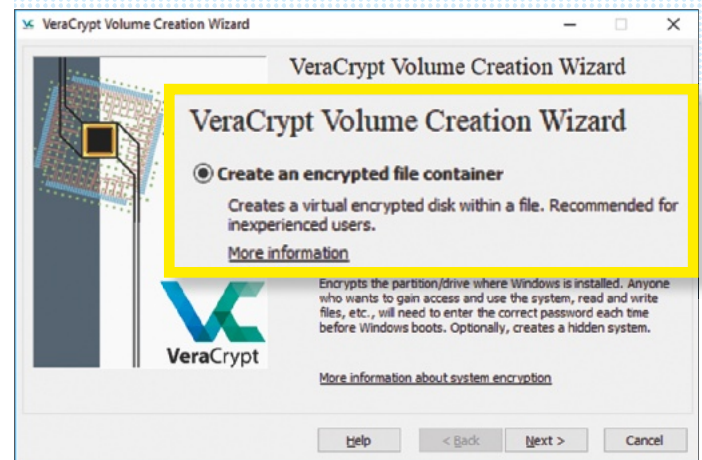 VeraCrypt Volume Creation Wizard
VeraCrypt Volume Creation Wizard
VeraCrypt Volume Creation Wizard
Create an encrypted file container
Creates a virtual encrypted disk within a file. Recommended for
inexperienced users.
More information
Encrypts the partition/drive where Windows is installed. Anyone
who wants to gain access and use the system, read and write
files, etc., will need to enter the correct password each time
before Windows boots. Optionally, creates a hidden system.
VeraCrypt
More information about system encryption
Help
< Back
Next >
Cancel